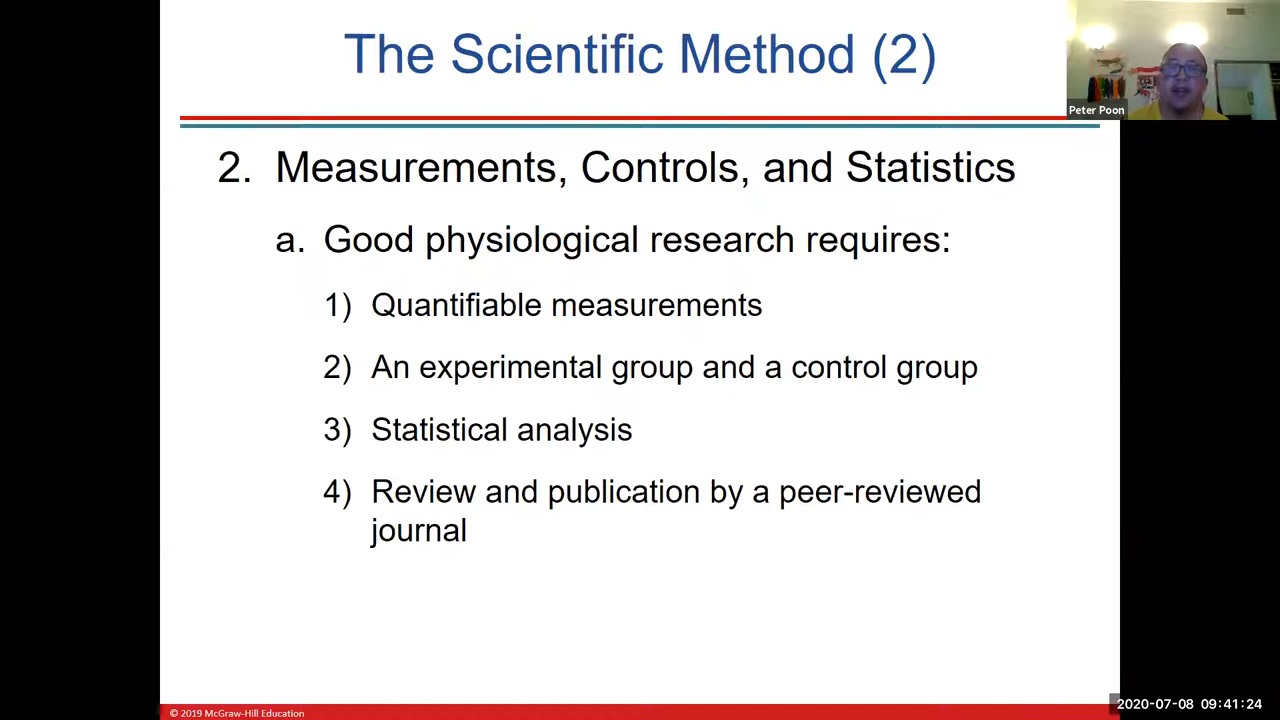 The Scientific Method (2)
Peter Poon
2. Measurements, Controls, and Statistics
a. Good physiological research requires:
1) Quantifiable measurements
2) An experimental group and a control group
3) Statistical analysis
4) Review and publication by a peer-reviewed
journal
© 2019 McGraw-Hill Education
2020-07-08 09:41:24